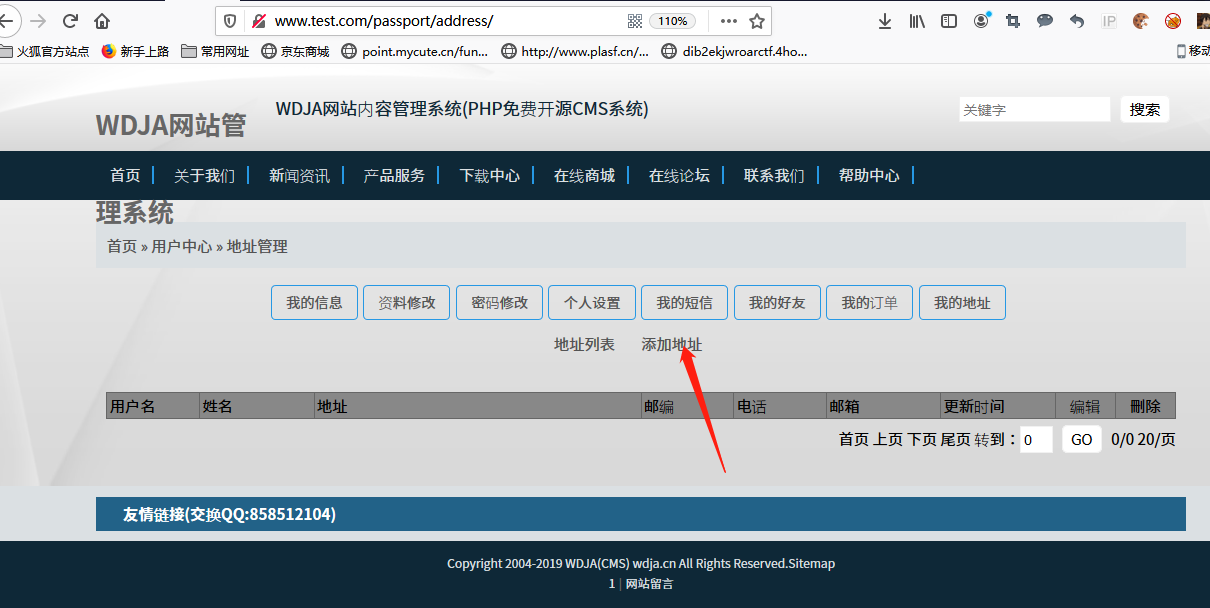 www.test.com/passport/address/
110%
IP
火狐官方站点
新手上路
常用网址
京东商城
point.mycute.cn/fun...
http://www.plasf.cn/...
dib2ekjwroarctf.4ho...
移动
WDJA网站管
理系统
WDJA网站内容管理系统(PHP免费开源CMS系统)
关键字
搜索
首页
关于我们
新闻资讯
产品服务
下载中心
在线商城
在线论坛
联系我们
帮助中心
首页 » 用户中心 » 地址管理
我的信息
资料修改
密码修改
个人设置
我的短信
我的好友
我的订单
我的地址
地址列表
添加地址
用户名 姓名 地址 邮编 电话 邮箱 更新时间 编辑 删除
首页 上页 下页 尾页 转到：0 GO 0/0 20/页
友情链接(交换QQ:858512104)
Copyright 2004-2019 WDJA(CMS) wdja.cn All Rights Reserved.Sitemap
1 | 网站留言